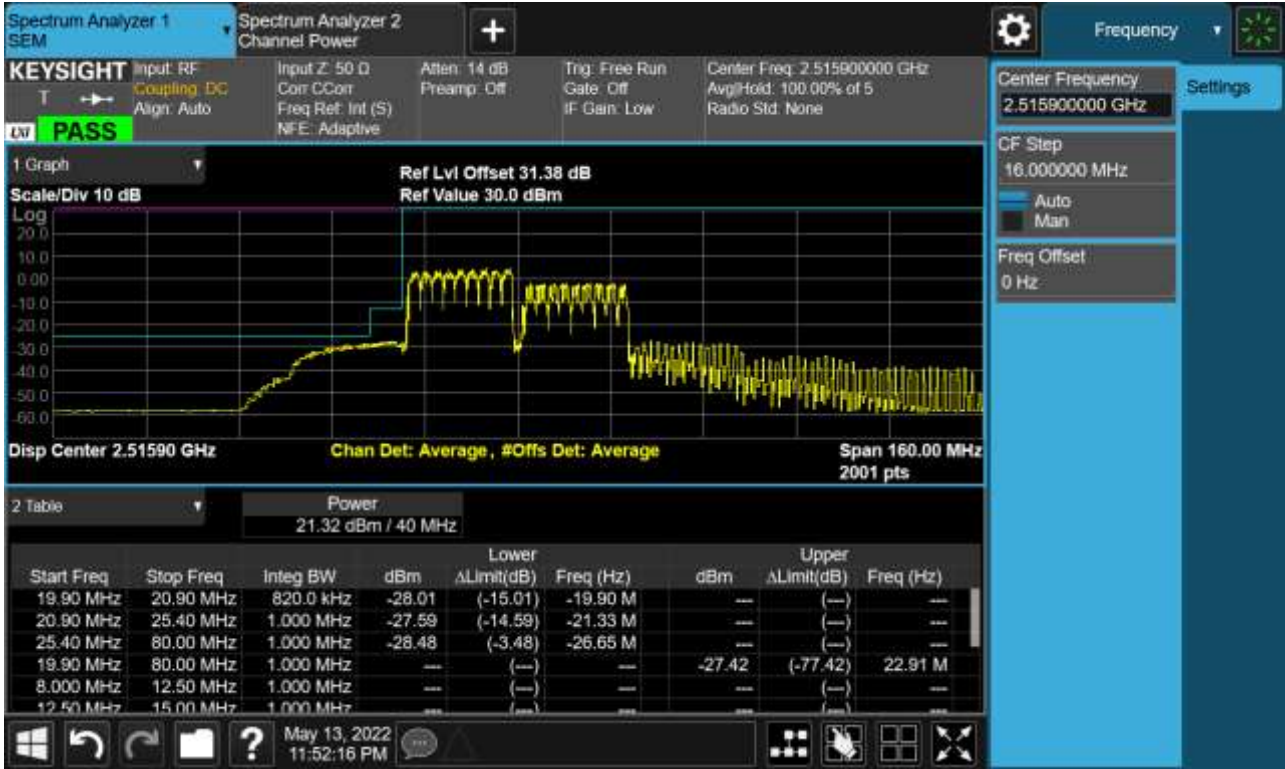 Spectrum Analyzer 1
SEM
Spectrum Analyzer 2
Channel Power
Frequency
KEYSIGHT
Input: RF
Coupling: DC
Align: Auto
Input Z: 50 Ω
Corr CCorr
Freq Ref: Int (S)
NFE: Adaptive
Atten: 14 dB
Preamp: Off
Trig: Free Run
Gate: Off
IF Gain: Low
Center Freq: 2.515900000 GHz
Avg|Hold: 100.00% of 5
Radio Std: None
LXI PASS
Center Frequency
2.515900000 GHz
Settings
CF Step
16.000000 MHz
Auto
Man
Freq Offset
0 Hz
1 Graph
Scale/Div 10 dB
Ref Lvl Offset 31.38 dB
Ref Value 30.0 dBm
Log
20.0
10.0
0.00
-10.0
-20.0
-30.0
-40.0
-50.0
-60.0
Disp Center 2.51590 GHz
Chan Det: Average, #Offs Det: Average
Span 160.00 MHz
2001 pts
2 Table
Power
21.32 dBm / 40 MHz
Lower Upper
Start Freq Stop Freq Integ BW dBm ΔLimit(dB) Freq (Hz) dBm ΔLimit(dB) Freq (Hz)
19.90 MHz 20.90 MHz 820.0 kHz -28.01 (-15.01) -19.90 M --- (---) ---
20.90 MHz 25.40 MHz 1.000 MHz -27.59 (-14.59) -21.33 M --- (---) ---
25.40 MHz 80.00 MHz 1.000 MHz -28.48 (-3.48) -26.65 M --- (---) ---
19.90 MHz 80.00 MHz 1.000 MHz --- (---) --- -27.42 (-77.42) 22.91 M
8.000 MHz 12.50 MHz 1.000 MHz --- (---) --- --- (---) ---
12.50 MHz 15.00 MHz 1.000 MHz --- (---) --- --- (---) ---
May 13, 2022
11:52:16 PM